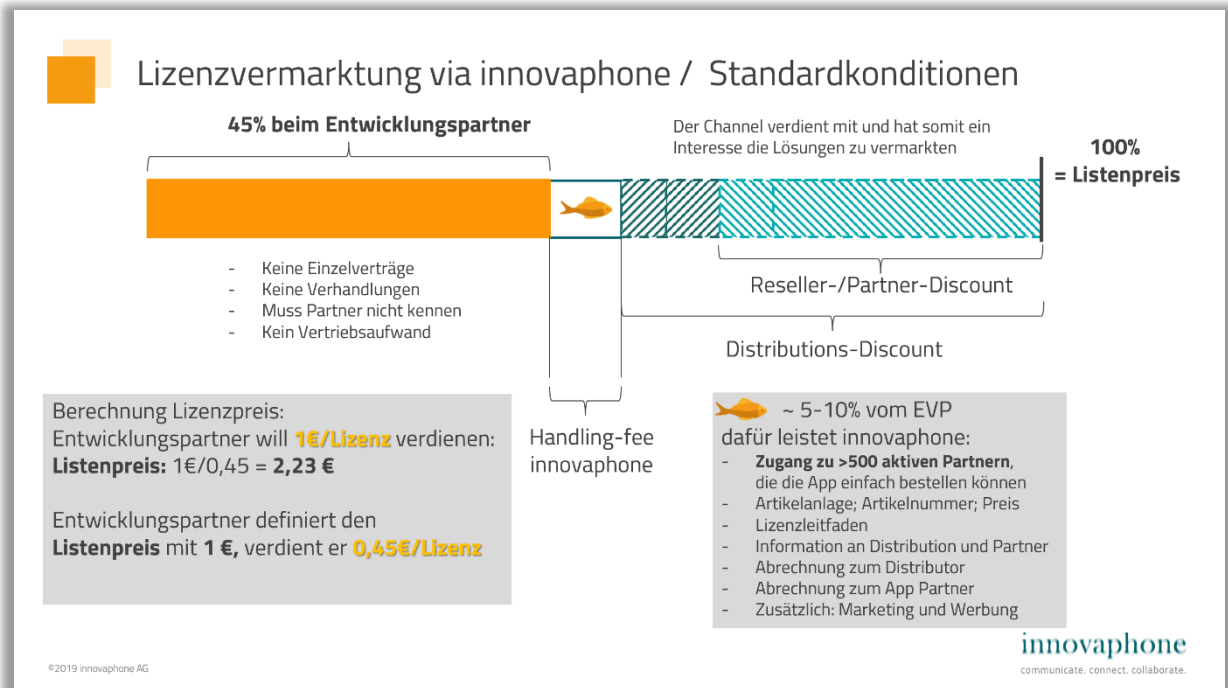 Lizenzvermarktung via innovaphone / Standardkonditionen
45% beim Entwicklungspartner
Der Channel verdient mit und hat somit ein
Interesse die Lösungen zu vermarkten
100%
= Listenpreis
- Keine Einzelverträge
- Keine Verhandlungen
- Muss Partner nicht kennen
- Kein Vertriebsaufwand
Reseller-/Partner-Discount
Distributions-Discount
Berechnung Lizenzpreis:
Entwicklungspartner will 1€/Lizenz verdienen:
Listenpreis: 1€/0,45 = 2,23 €
Entwicklungspartner definiert den
Listenpreis mit 1 €, verdient er 0,45€/Lizenz
Handling-fee
innovaphone
~ 5-10% vom EVP
dafür leistet innovaphone:
- Zugang zu >500 aktiven Partnern,
die die App einfach bestellen können
- Artikelanlage; Artikelnummer; Preis
- Lizenzleitfaden
- Information an Distribution und Partner
- Abrechnung zum Distributor
- Abrechnung zum App Partner
- Zusätzlich: Marketing und Werbung
©2019 innovaphone AG
innovaphone
communicate. connect. collaborate.